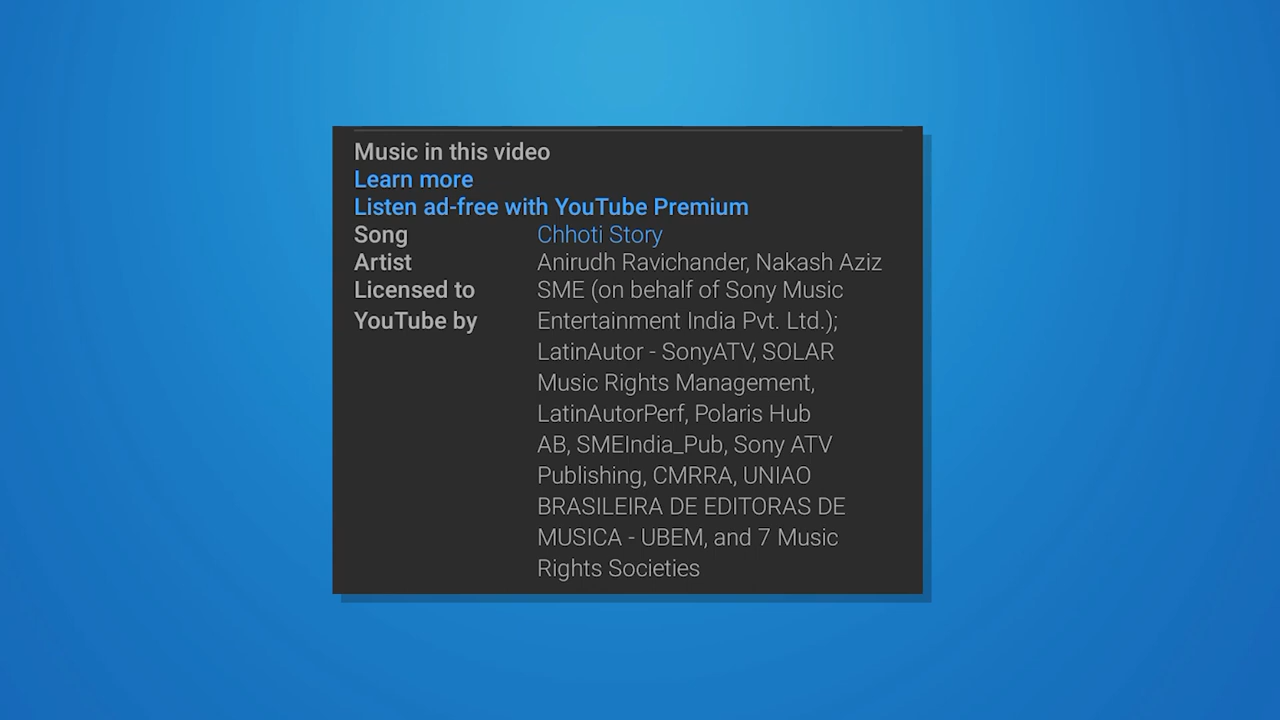 Music in this video
Learn more
Listen ad-free with YouTube Premium
Song Chhoti Story
Artist Anirudh Ravichander, Nakash Aziz
Licensed to SME (on behalf of Sony Music
YouTube by Entertainment India Pvt. Ltd.);
LatinAutor - SonyATV, SOLAR
Music Rights Management,
LatinAutorPerf, Polaris Hub
AB, SMEIndia_Pub, Sony ATV
Publishing, CMRRA, UNIAO
BRASILEIRA DE EDITORAS DE
MUSICA - UBEM, and 7 Music
Rights Societies